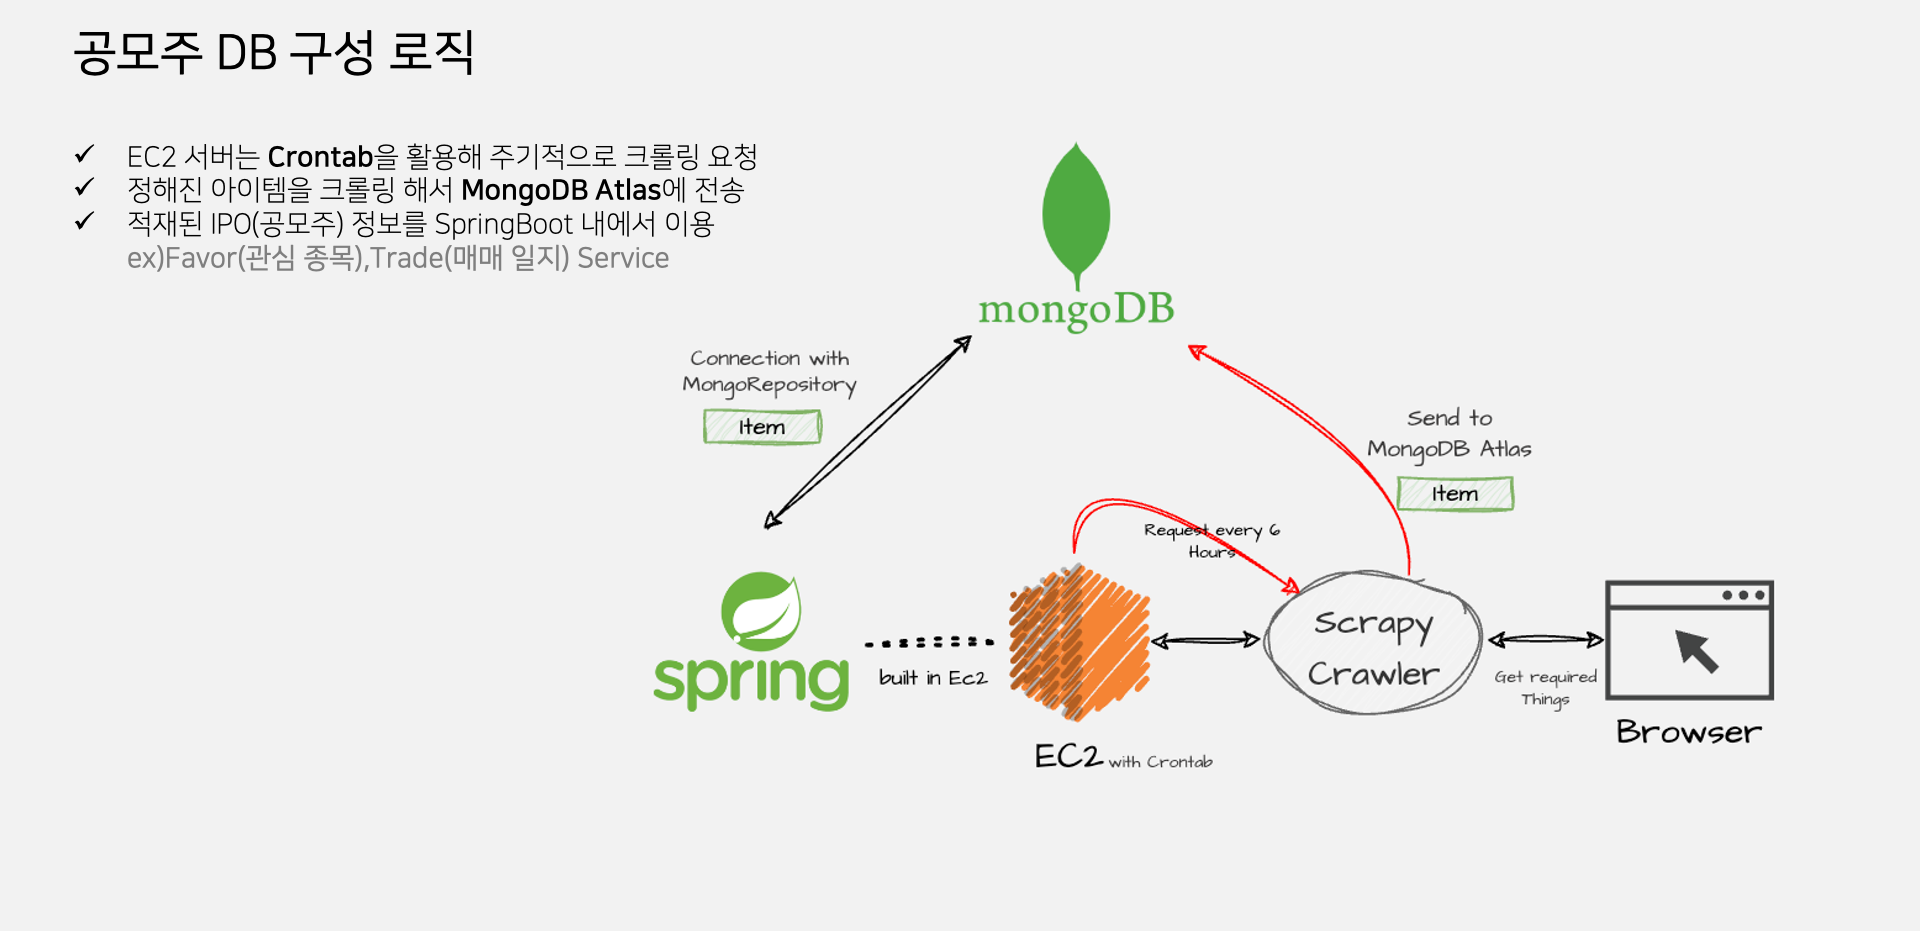 공모주 DB 구성 로직
EC2 서버는 Crontab을 활용해 주기적으로 크롤링 요청
정해진 아이템을 크롤링 해서 MongoDB Atlas에 전송
적재된 IPO(공모주) 정보를 SpringBoot 내에서 이용
ex)Favor(관심 종목),Trade(매매 일지) Service
mongoDB
Connection with
MongoRepository
Item
Send to
MongoDB Atlas
Item
Request every 6
Hours
spring
built in Ec2
EC2 with Crontab
Scrapy
Crawler
Get required
Things
Browser